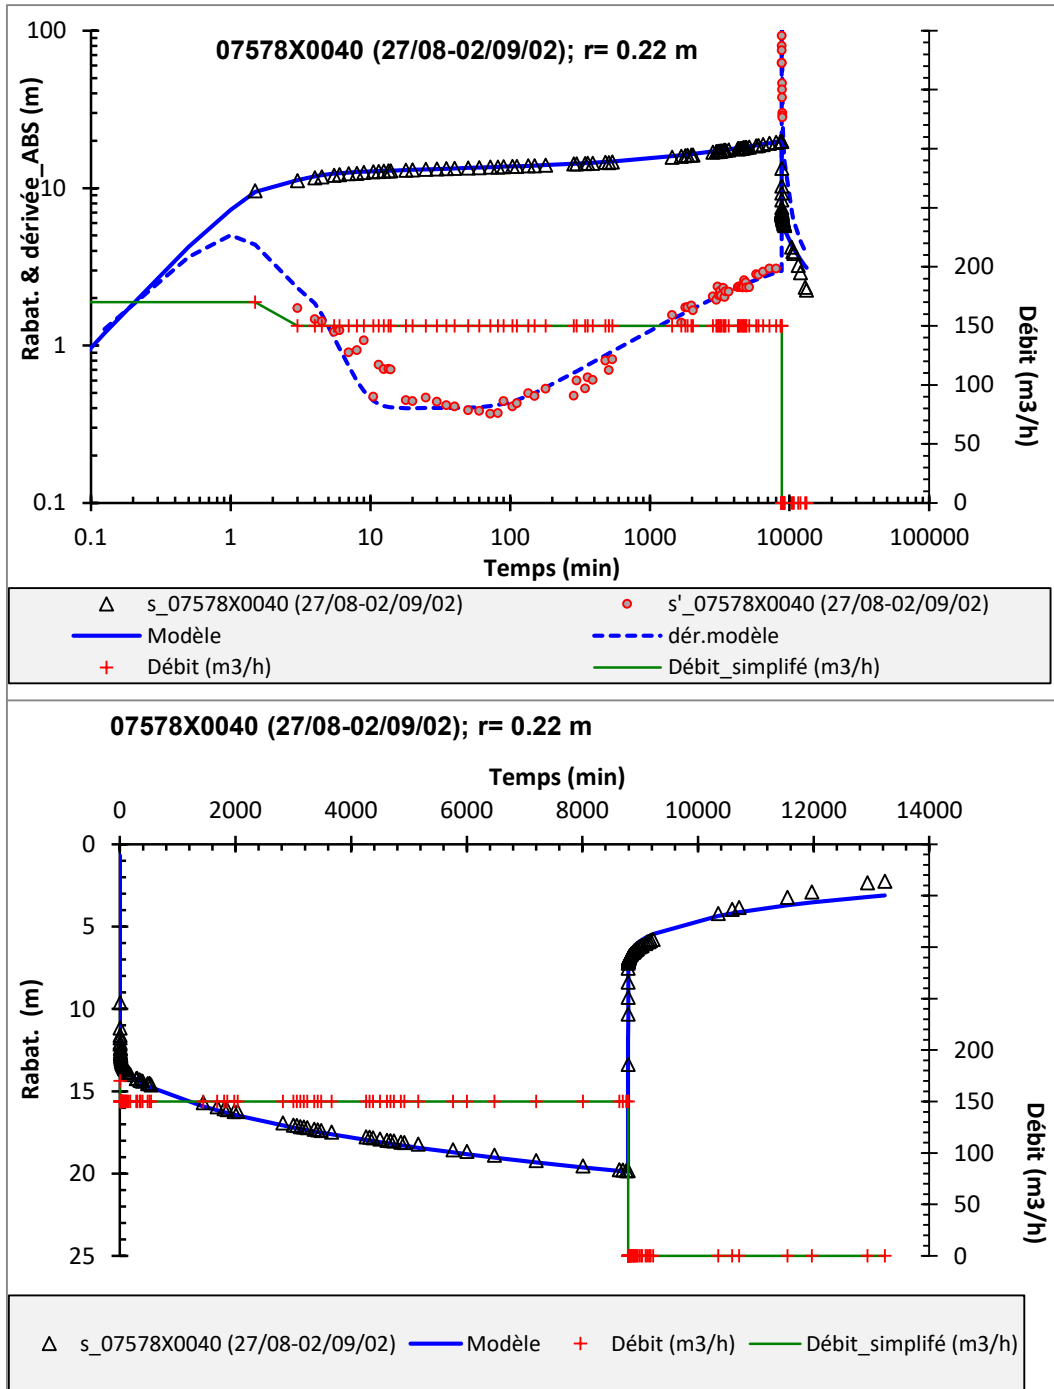 07578X0040 (27/08-02/09/02); r= 0.22 m
Rabat. & dérivée_ABS (m)
100
10
1
0.1
0.1 1 10 100 1000 10000 100000
Temps (min)
200
150
100
50
0
Débit (m3/h)
s_07578X0040 (27/08-02/09/02) s'_07578X0040 (27/08-02/09/02)
Modèle dér.modèle
Débit (m3/h) Débit_simplifé (m3/h)
07578X0040 (27/08-02/09/02); r= 0.22 m
Temps (min)
0 2000 4000 6000 8000 10000 12000 14000
Rabat. (m)
0
5
10
15
20
25
200
150
100
50
0
Débit (m3/h)
s_07578X0040 (27/08-02/09/02) Modèle Débit (m3/h) Débit_simplifé (m3/h)